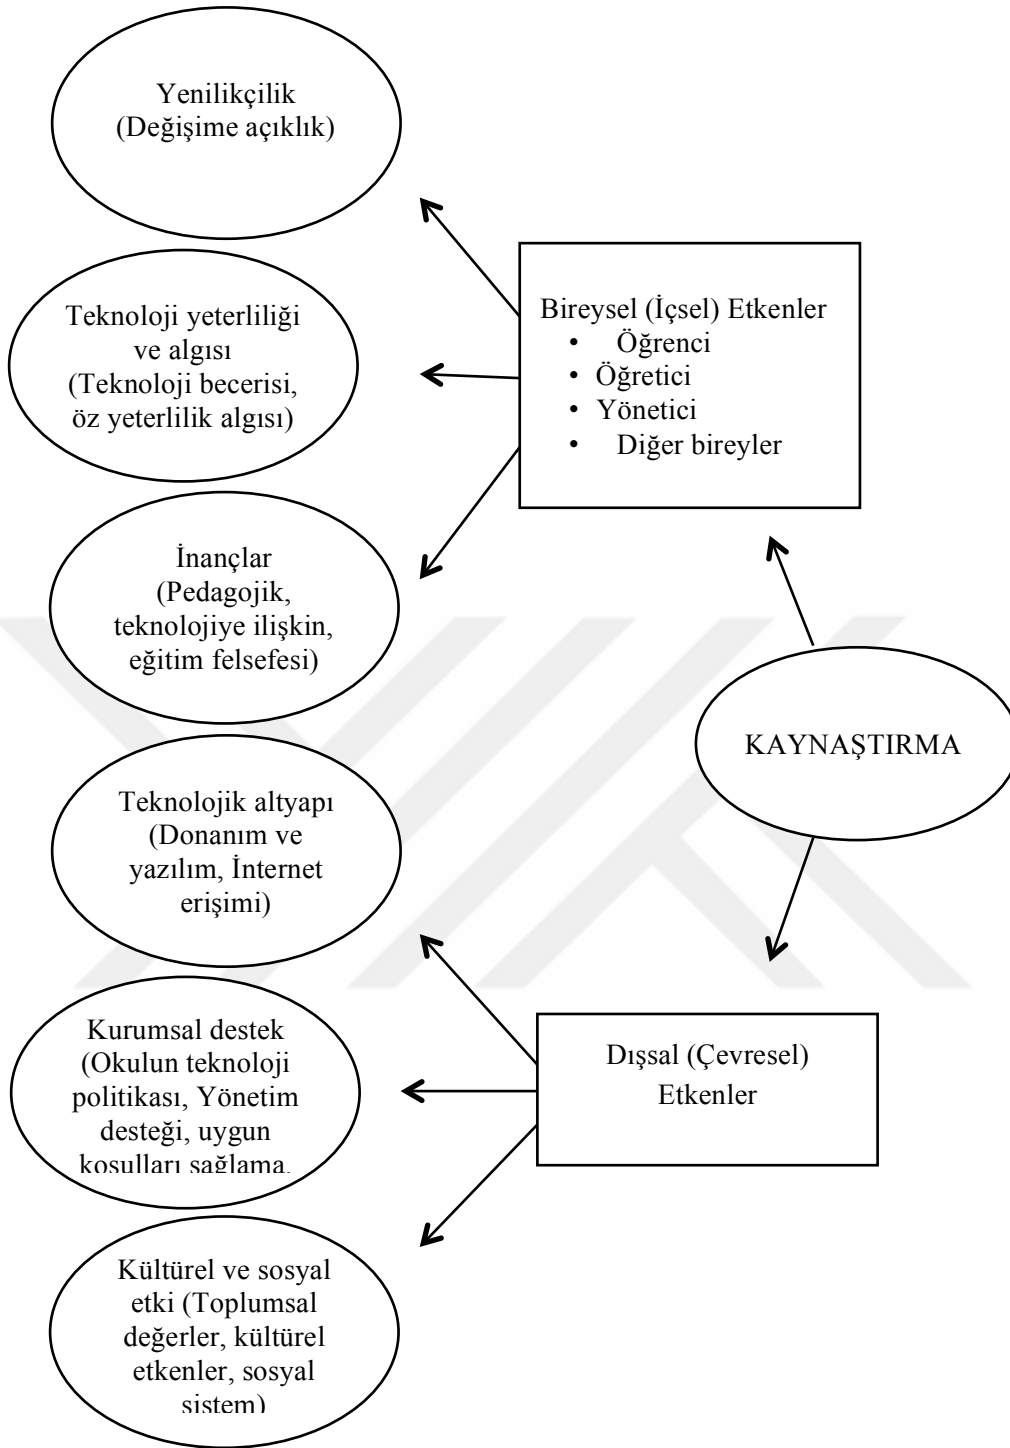 Yenilikçilik
(Değişime açıklık)
Teknoloji yeterliliği
ve algısı
(Teknoloji becerisi,
öz yeterlilik algısı)
İnançlar
(Pedagojik,
teknolojiye ilişkin,
eğitim felsefesi)
Teknolojik altyapı
(Donanım ve
yazılım, İnternet
erişimi)
Kurumsal destek
(Okulun teknoloji
politikası, Yönetim
desteği, uygun
koşulları sağlama,
Kültürel ve sosyal
etki (Toplumsal
değerler, kültürel
etkenler, sosyal
sistem)
Bireysel (İçsel) Etkenler
• Öğrenci
• Öğretici
• Yönetici
• Diğer bireyler
Dışsal (Çevresel)
Etkenler
KAYNAŞTIRMA